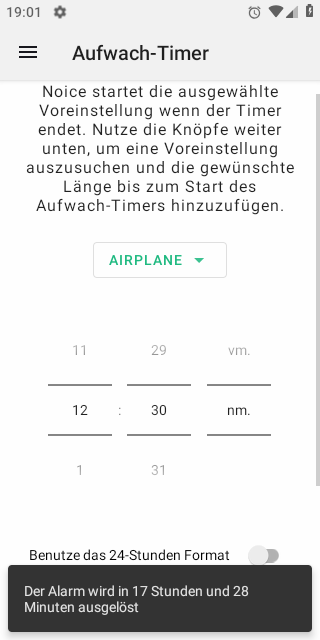 19:01
Aufwach-Timer
Noice startet die ausgewählte
Voreinstellung wenn der Timer
endet. Nutze die Knöpfe weiter
unten, um eine Voreinstellung
auszusuchen und die gewünschte
Länge bis zum Start des
Aufwach-Timers hinzuzufügen.
AIRPLANE
11 29 vm.
12 : 30 nm.
1 31
Benutze das 24-Stunden Format
Der Alarm wird in 17 Stunden und 28
Minuten ausgelöst